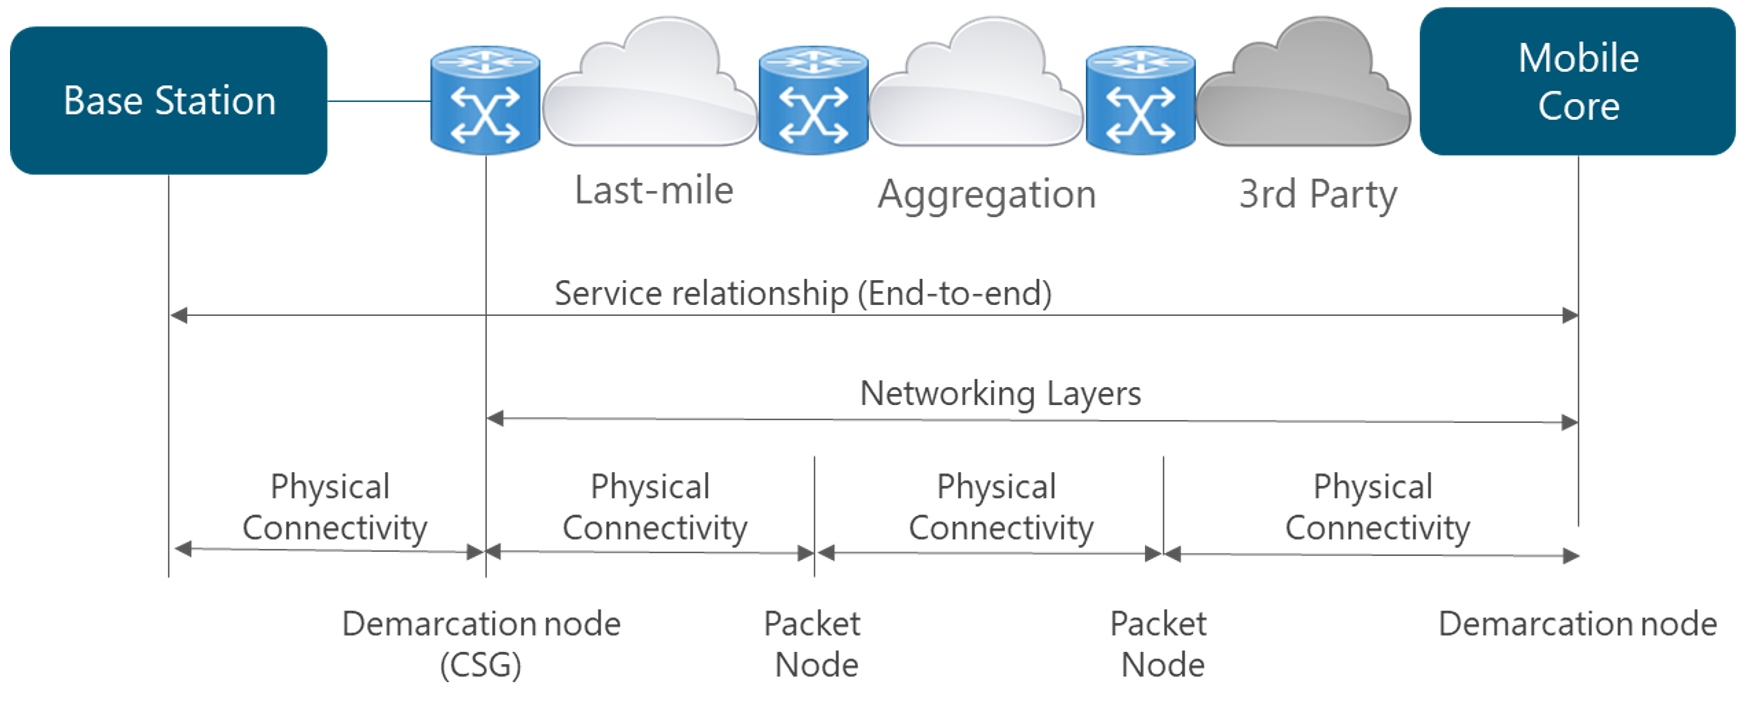 Base Station
Mobile
Core
Last-mile
Aggregation
3rd Party
Service relationship (End-to-end)
Networking Layers
Physical
Connectivity
Physical
Connectivity
Physical
Connectivity
Physical
Connectivity
Demarcation node
(CSG)
Packet
Node
Packet
Node
Demarcation node